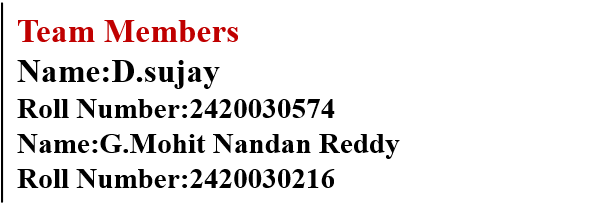 Team Members
Name:D.sujay
Roll Number:2420030574
Name:G.Mohit Nandan Reddy
Roll Number:2420030216